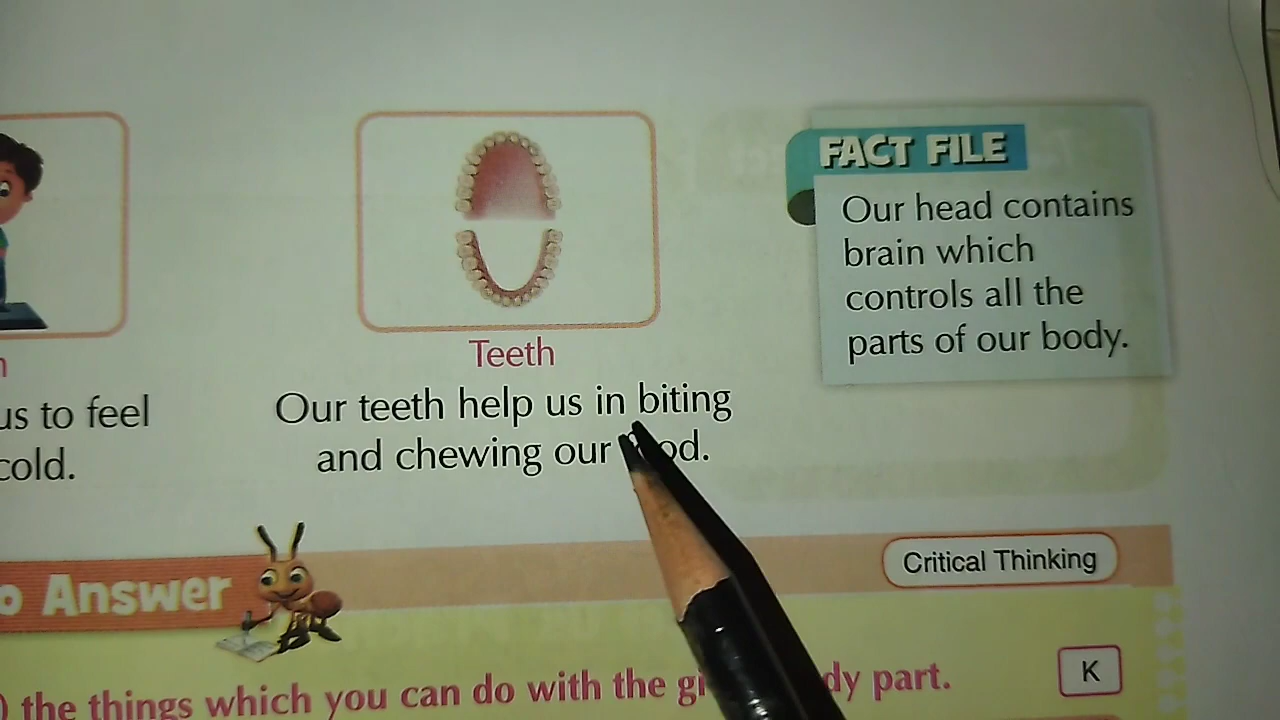 Teeth
Our teeth help us in biting
and chewing our
us to feel
cold.
FACT FILE
Our head contains
brain which
controls all the
parts of our body.
Answer
Critical Thinking
the things which you can do with the part.
K